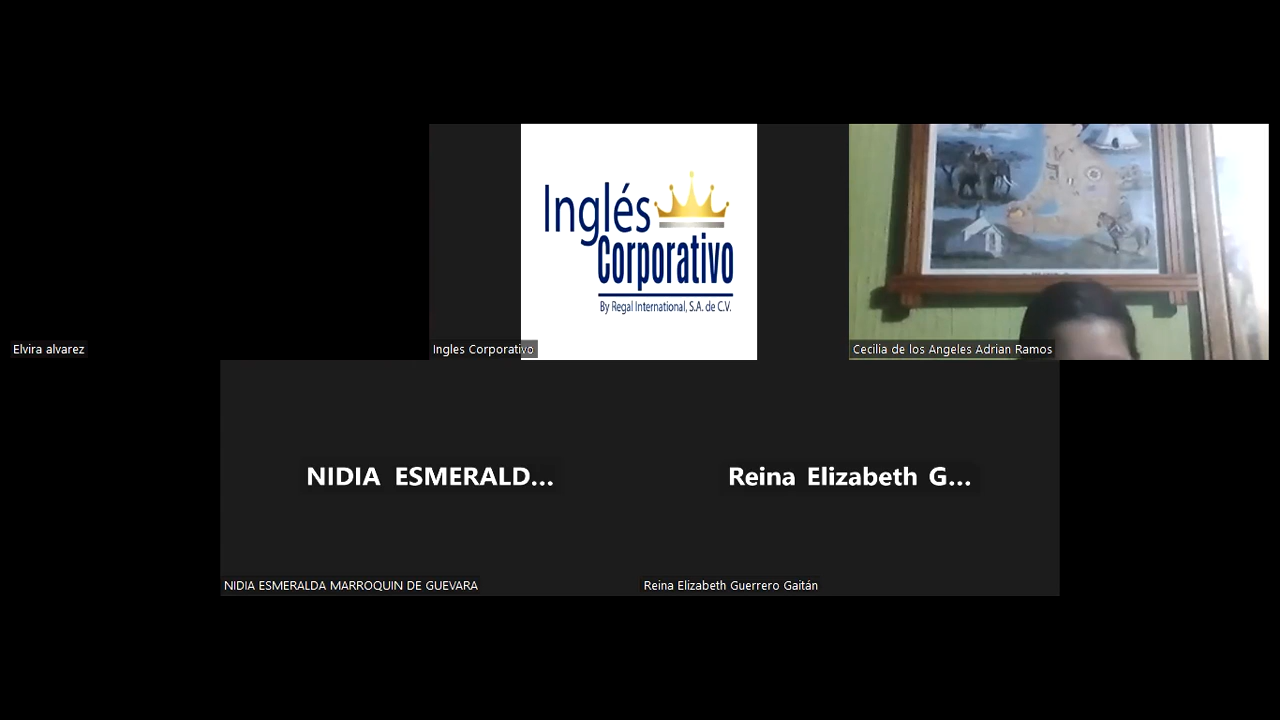 Inglés
Corporativo
By Regal International, S.A. de C.V.
Elvira alvarez
Ingles Corporativo
Cecilia de los Angeles Adrian Ramos
NIDIA ESMERALD...
Reina Elizabeth G...
NIDIA ESMERALDA MARROQUIN DE GUEVARA
Reina Elizabeth Guerrero Gaitán